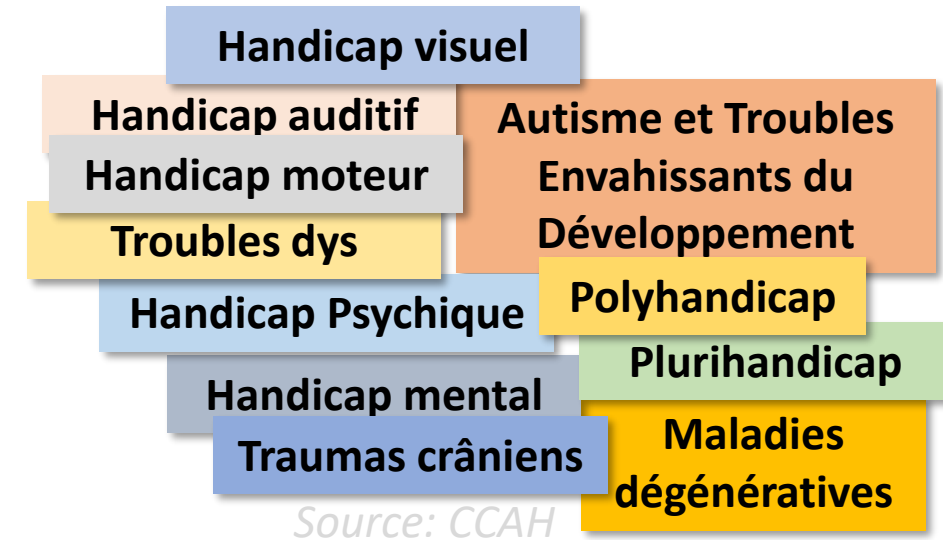 Handicap visuel
Handicap auditif
Handicap moteur
Troubles dys
Autisme et Troubles
Envahissants du
Développement
Handicap Psychique
Polyhandicap
Plurihandicap
Handicap mental
Traumas crâniens
Maladies
dégénératives
Source: CCAH